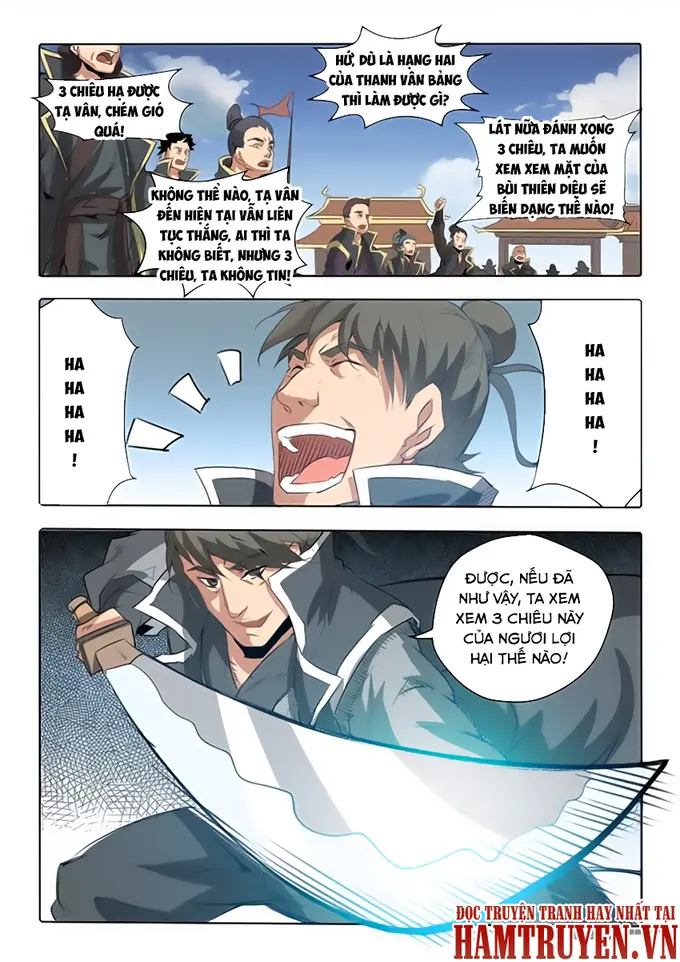 3 CHIÊU HẠ ĐƯỢC
TẠ VÂN, CHÉM GIÓ
QUÁ!
HỨ, DÙ LÀ HẠNG HAI
CỦA THANH VÂN BẢNG
THÌ LÀM ĐƯỢC GÌ?
LÁT NỮA ĐÁNH XONG
3 CHIÊU, TA MUỐN
XEM XEM MẶT CỦA
BÙI THIÊN DIỆU SẼ
BIẾN DẠNG THẾ NÀO!
KHÔNG THỂ NÀO, TẠ VÂN
ĐẾN HIỆN TẠI VẪN LIÊN
TỤC THẮNG, AI THÌ TA
KHÔNG BIẾT, NHƯNG 3
CHIÊU, TA KHÔNG TIN!
HA
HA
HA
HA
!
HA
HA
HA
HA
!
ĐƯỢC, NẾU ĐÃ
NHƯ VẬY, TA XEM
XEM 3 CHIÊU NÀY
CỦA NGƯƠI LỢI
HẠI THẾ NÀO!
ĐỌC TRUYỆN TRANH HAY NHẤT TẠI
HAMTRUYEN.VN